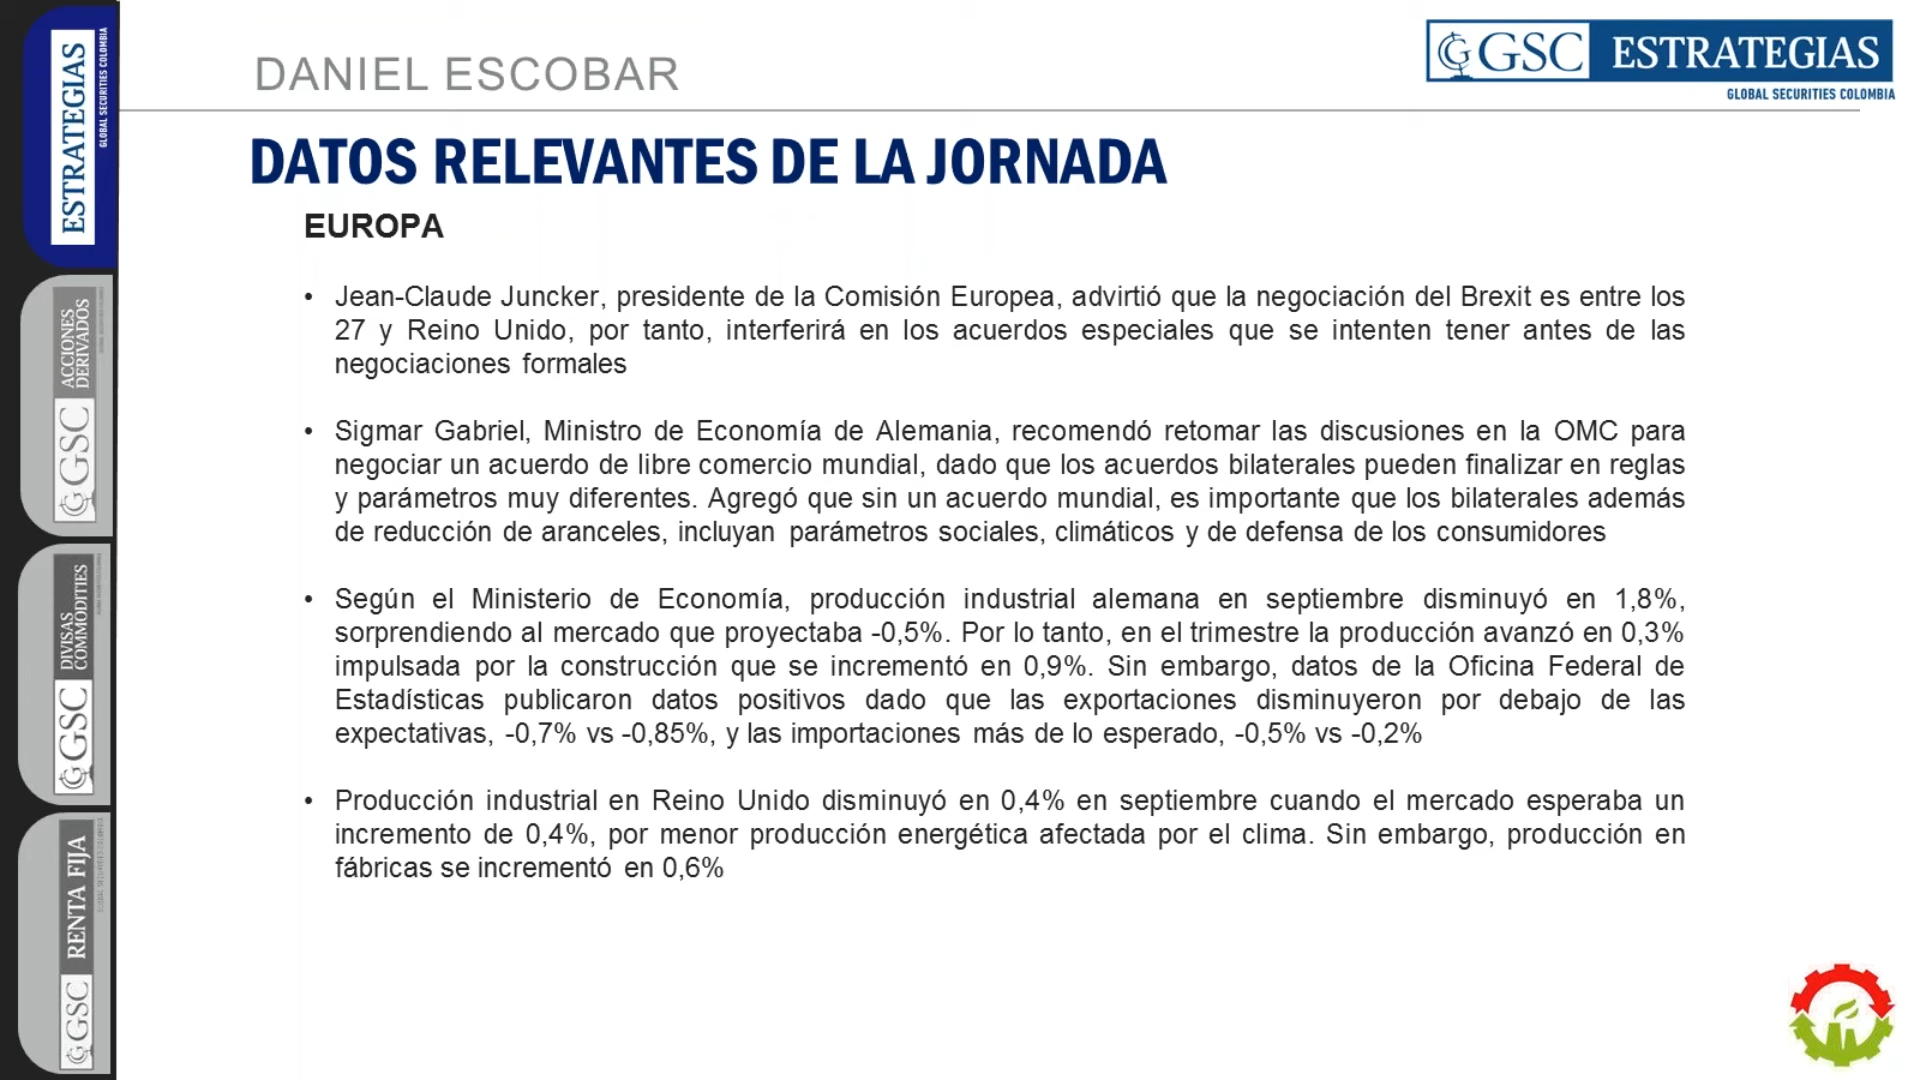 DANIEL ESCOBAR
GSC ESTRATEGIAS
GLOBAL SECURITIES COLOMBIA
DATOS RELEVANTES DE LA JORNADA
EUROPA
• Jean-Claude Juncker, presidente de la Comisión Europea, advirtió que la negociación del Brexit es entre los
27 y Reino Unido, por tanto, interferirá en los acuerdos especiales que se intenten tener antes de las
negociaciones formales
• Sigmar Gabriel, Ministro de Economía de Alemania, recomendó retomar las discusiones en la OMC para
negociar un acuerdo de libre comercio mundial, dado que los acuerdos bilaterales pueden finalizar en reglas
y parámetros muy diferentes. Agregó que sin un acuerdo mundial, es importante que los bilaterales además
de reducción de aranceles, incluyan parámetros sociales, climáticos y de defensa de los consumidores
• Según el Ministerio de Economía, producción industrial alemana en septiembre disminuyó en 1,8%,
sorprendiendo al mercado que proyectaba -0,5%. Por lo tanto, en el trimestre la producción avanzó en 0,3%
impulsada por la construcción que se incrementó en 0,9%. Sin embargo, datos de la Oficina Federal de
Estadísticas publicaron datos positivos dado que las exportaciones disminuyeron por debajo de las
expectativas, -0,7% vs -0,85%, y las importaciones más de lo esperado, -0,5% vs -0,2%
• Producción industrial en Reino Unido disminuyó en 0,4% en septiembre cuando el mercado esperaba un
incremento de 0,4%, por menor producción energética afectada por el clima. Sin embargo, producción en
fábricas se incrementó en 0,6%
ESTRATEGIAS
GLOBAL SECURITIES COLOMBIA
GSC ACCIONES
DERIVADOS
GSC DIVISAS
COMMODITIES
GSC RENTA FIJA